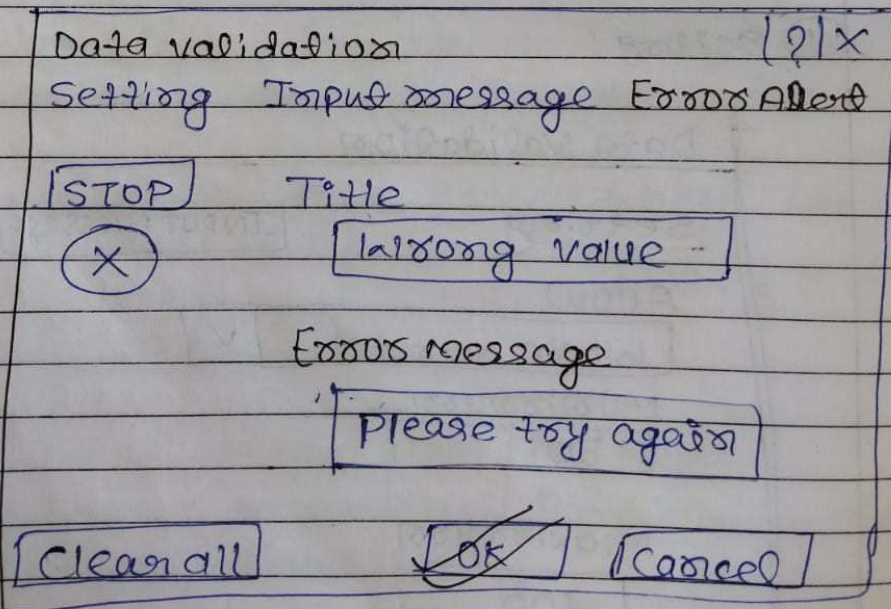 Data validation [?] X
Setting Input message Error Alert
STOP Title
X Wrong value
Error message
Please try again
Clear all OK Cancel